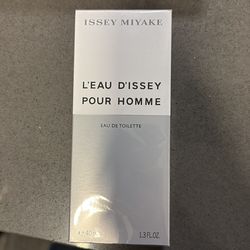 ISSEY MIYAKE
L'EAU D'ISSEY
POUR HOMME
EAU DE TOILETTE
1.3 FL.OZ.